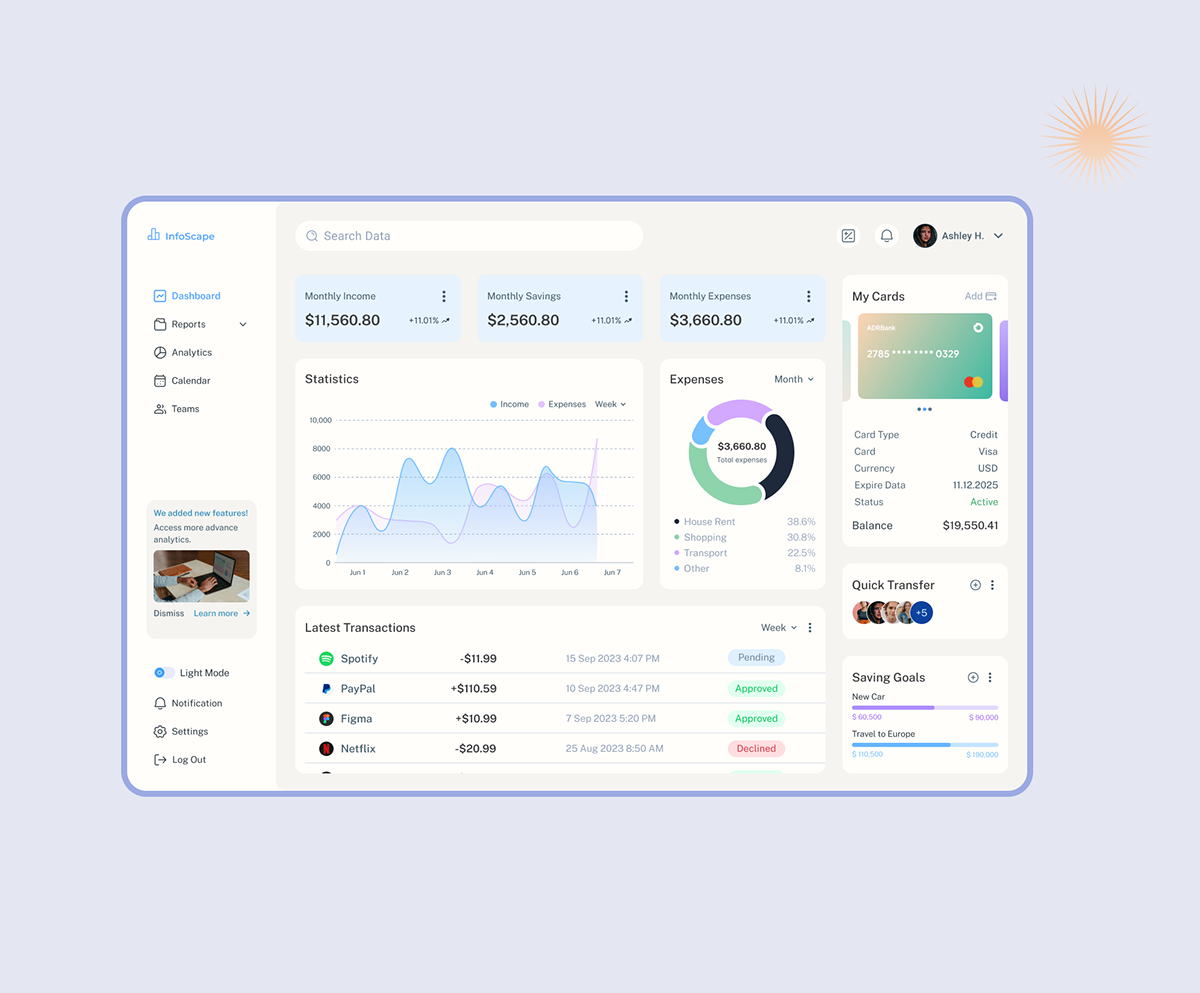 InfoScape
Dashboard
Reports
Analytics
Calendar
Teams
We added new features!
Access more advance
analytics.
Dismiss Learn more
Light Mode
Notification
Settings
Log Out
Search Data
Ashley H.
Monthly Income
$11,560.80 +11.01%
Monthly Savings
$2,560.80 +11.01%
Monthly Expenses
$3,660.80 +11.01%
Statistics
Income Expenses Week
10,000
8000
6000
4000
2000
0
Jun 1 Jun 2 Jun 3 Jun 4 Jun 5 Jun 6 Jun 7
Expenses Month
$3,660.80
Total expenses
House Rent 38.6%
Shopping 30.8%
Transport 22.5%
Other 8.1%
Latest Transactions Week
Spotify -$11.99 15 Sep 2023 4:07 PM Pending
PayPal +$110.59 10 Sep 2023 4:47 PM Approved
Figma +$10.99 7 Sep 2023 5:20 PM Approved
Netflix -$20.99 25 Aug 2023 8:50 AM Declined
My Cards Add
ADRBank
2785 **** **** 0329
Card Type Credit
Card Visa
Currency USD
Expire Data 11.12.2025
Status Active
Balance $19,550.41
Quick Transfer
+5
Saving Goals
New Car
$ 60,500 $ 90,000
Travel to Europe
$ 110,500 $ 190,000